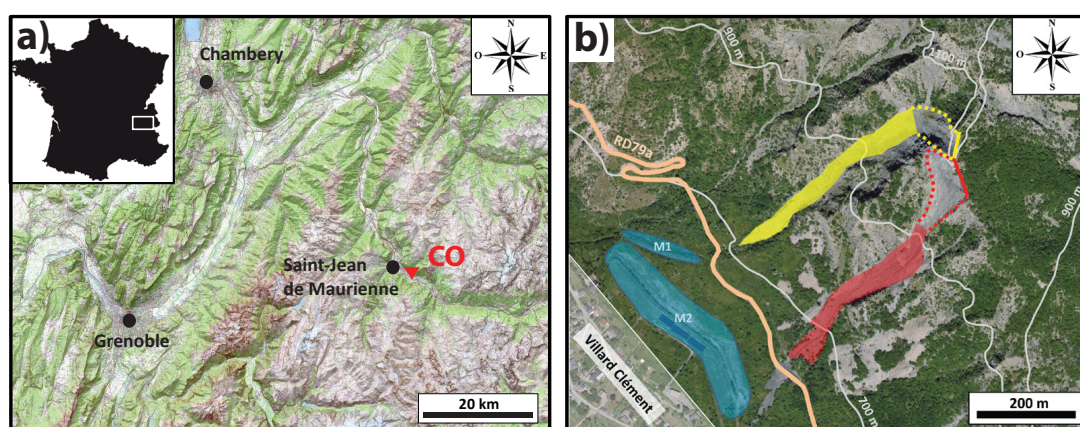 a)
N
O
E
S
Chambery
Saint-Jean
de Maurienne
CO
Grenoble
20 km
b)
N
O
E
S
900 m
1100 m
RD79a
900 m
M1
M2
Villard Clément
700 m
200 m